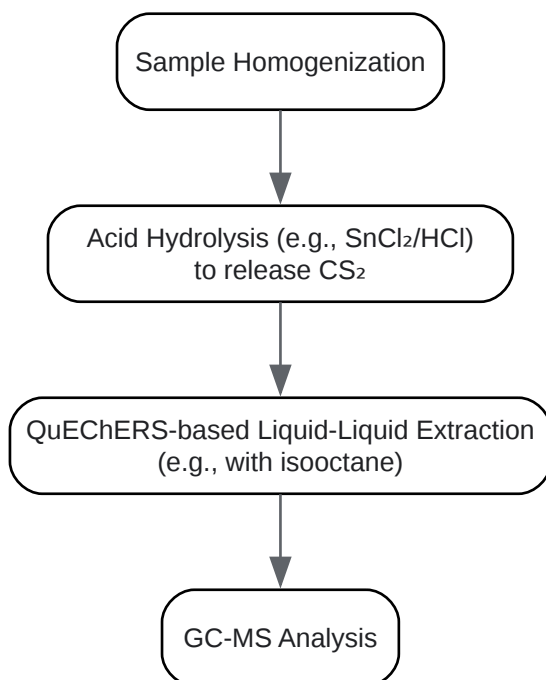 Sample Homogenization
Acid Hydrolysis (e.g., SnCl₂/HCl)
to release CS₂
QuEChERS-based Liquid-Liquid Extraction
(e.g., with isooctane)
GC-MS Analysis